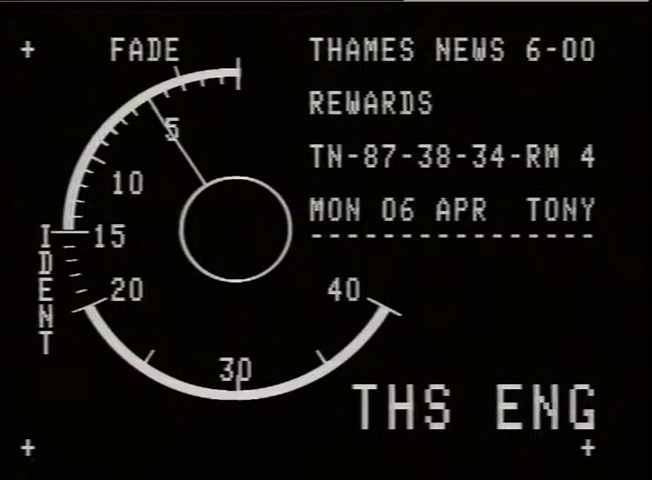 FADE
THAMES NEWS 6-00
REWARDS
5
TN-87-38-34-RM 4
10
MON 06 APR TONY
----------------
15
IDENT
20
40
30
THS ENG